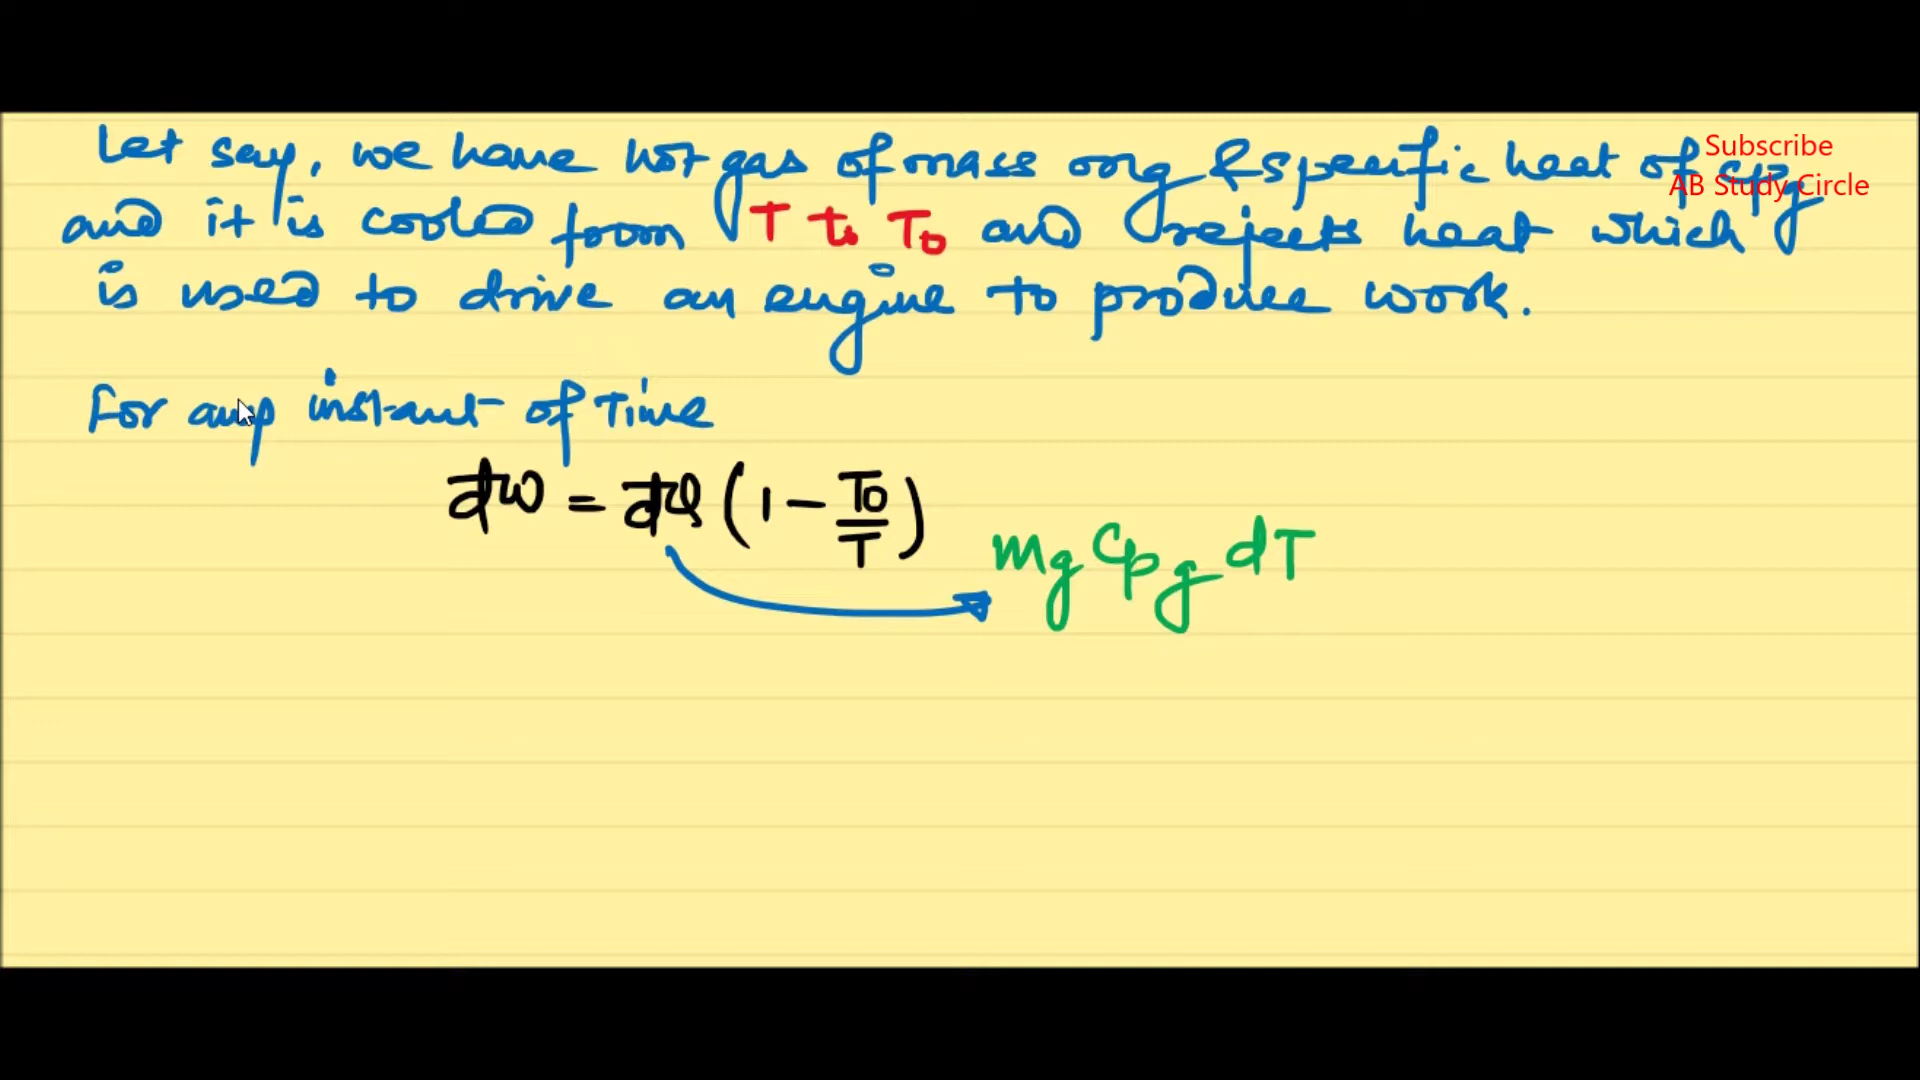 Let say, we have hot gas of mass mg & specific heat of cpg
Subscribe
AB Study Circle
and it is cooled from T to T0 and rejects heat which
is used to drive an engine to produce work.
For any instant of Time
đW = đQ (1 - T0/T)
mg Cpg dT